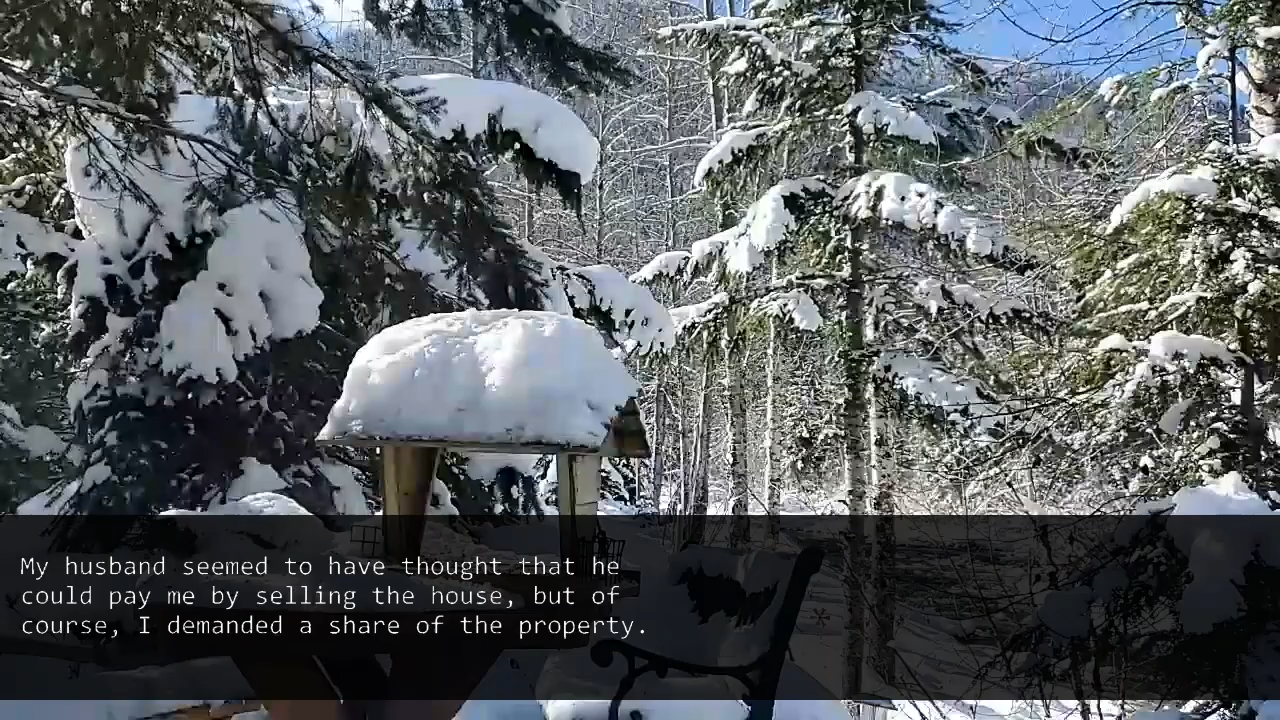 My husband seemed to have thought that he
could pay me by selling the house, but of
course, I demanded a share of the property.